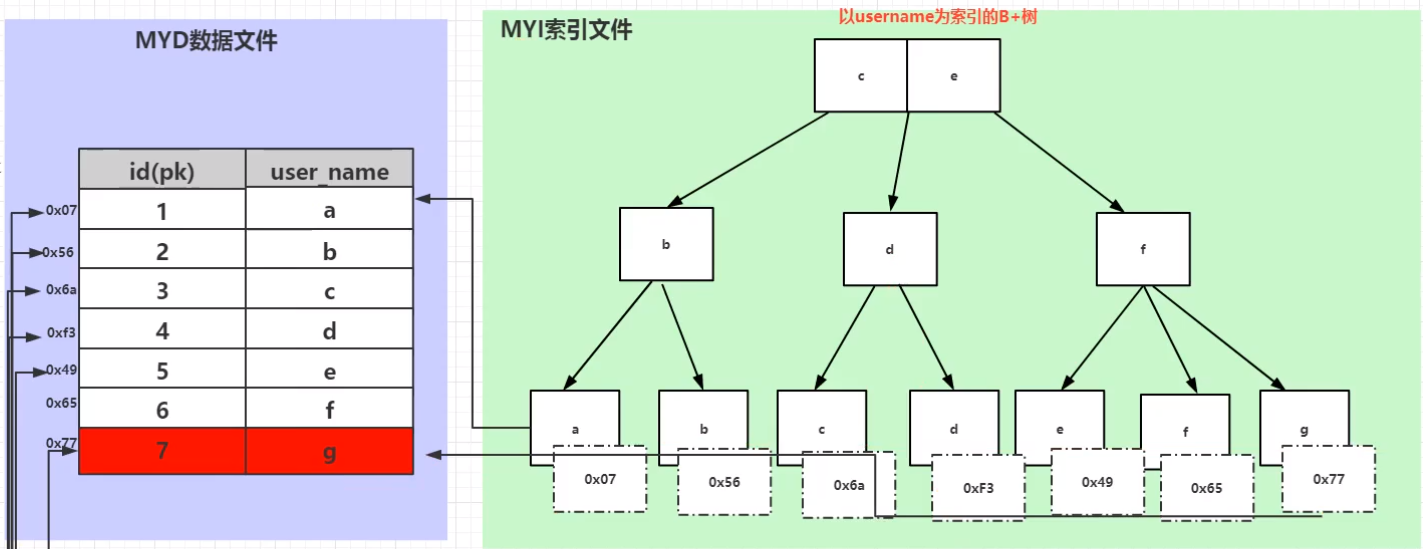 以username为索引的B+树
MYD数据文件
MYI索引文件
id(pk) user_name
0x07 1 a
0x56 2 b
0x6a 3 c
0xf3 4 d
0x49 5 e
0x65 6 f
0x77 7 g
c e
b d f
a b c d e f g
0x07 0x56 0x6a 0xF3 0x49 0x65 0x77